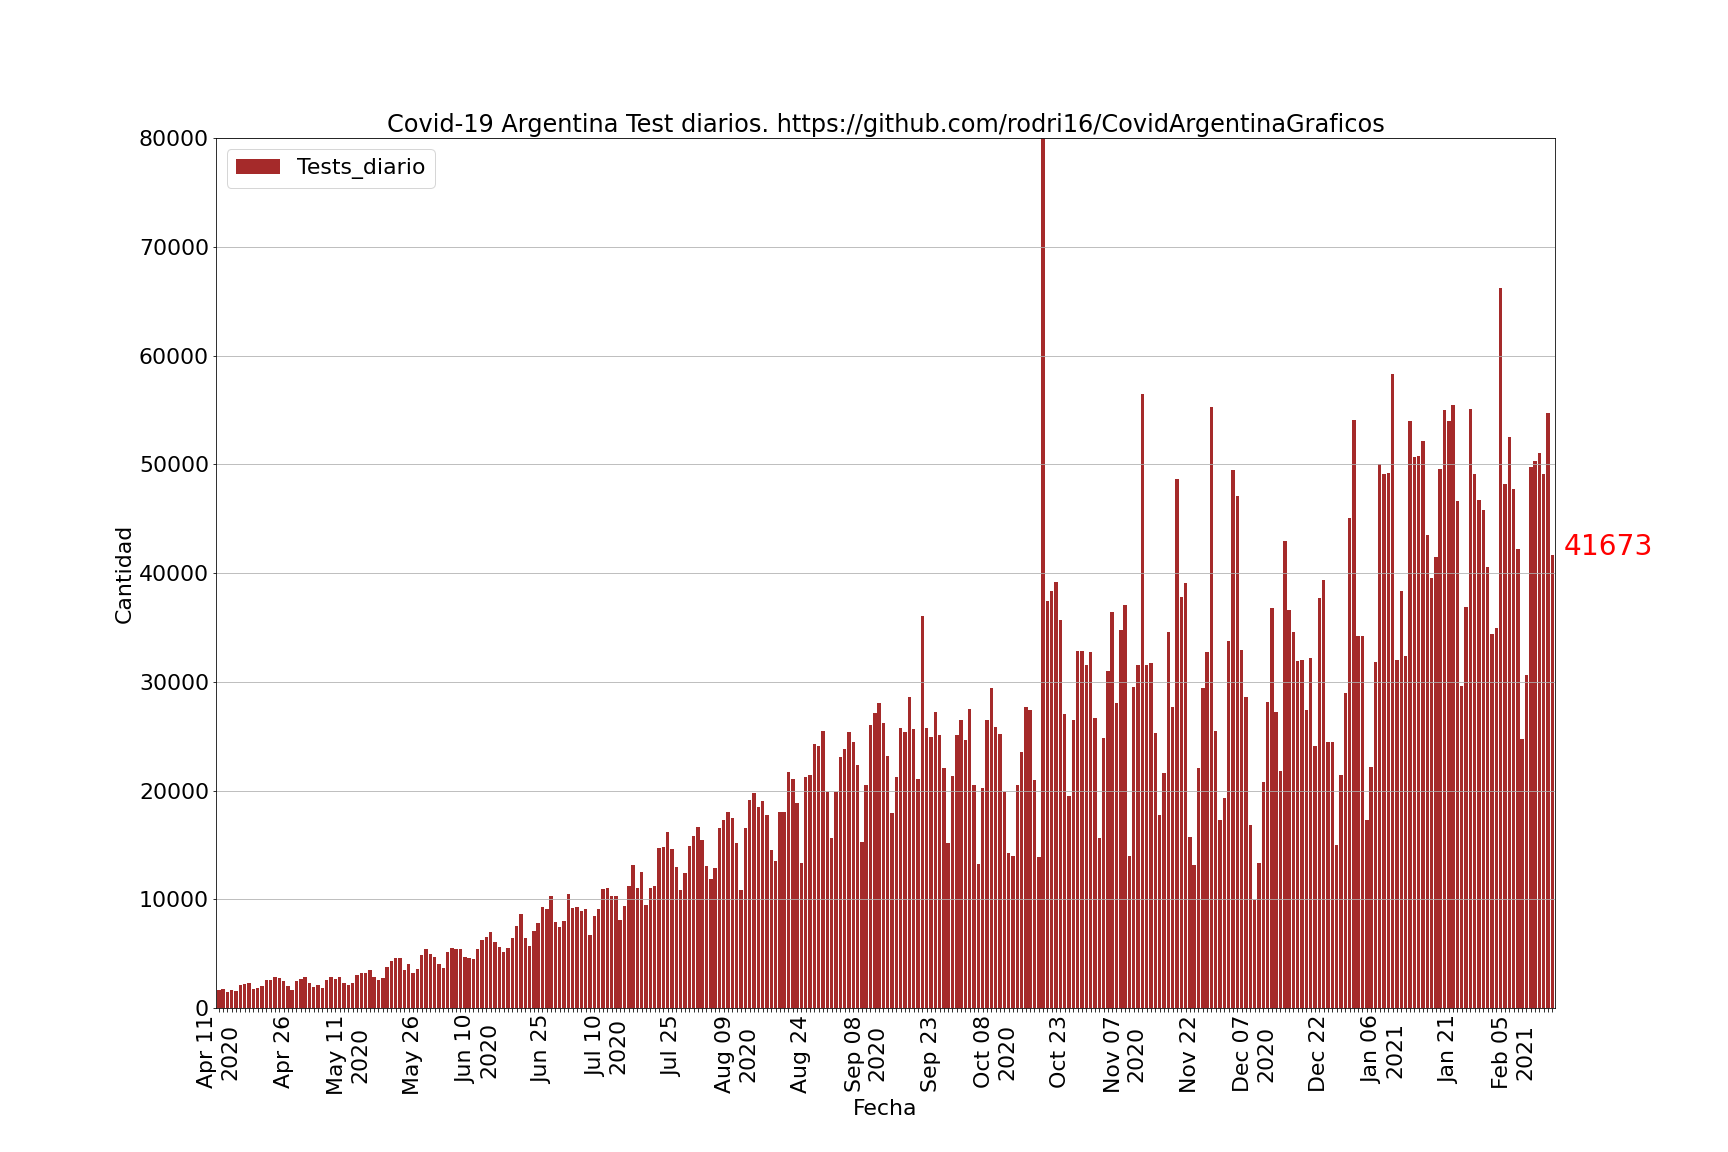 Covid-19 Argentina Test diarios. https://github.com/rodri16/CovidArgentinaGraficos
Tests_diario
80000
70000
60000
50000
40000
30000
20000
10000
0
Cantidad
41673
Apr 11
2020
Apr 26
May 11
2020
May 26
Jun 10
2020
Jun 25
Jul 10
2020
Jul 25
Aug 09
2020
Aug 24
Sep 08
2020
Sep 23
Oct 08
2020
Oct 23
Nov 07
2020
Nov 22
Dec 07
2020
Dec 22
Jan 06
2021
Jan 21
Feb 05
2021
Fecha